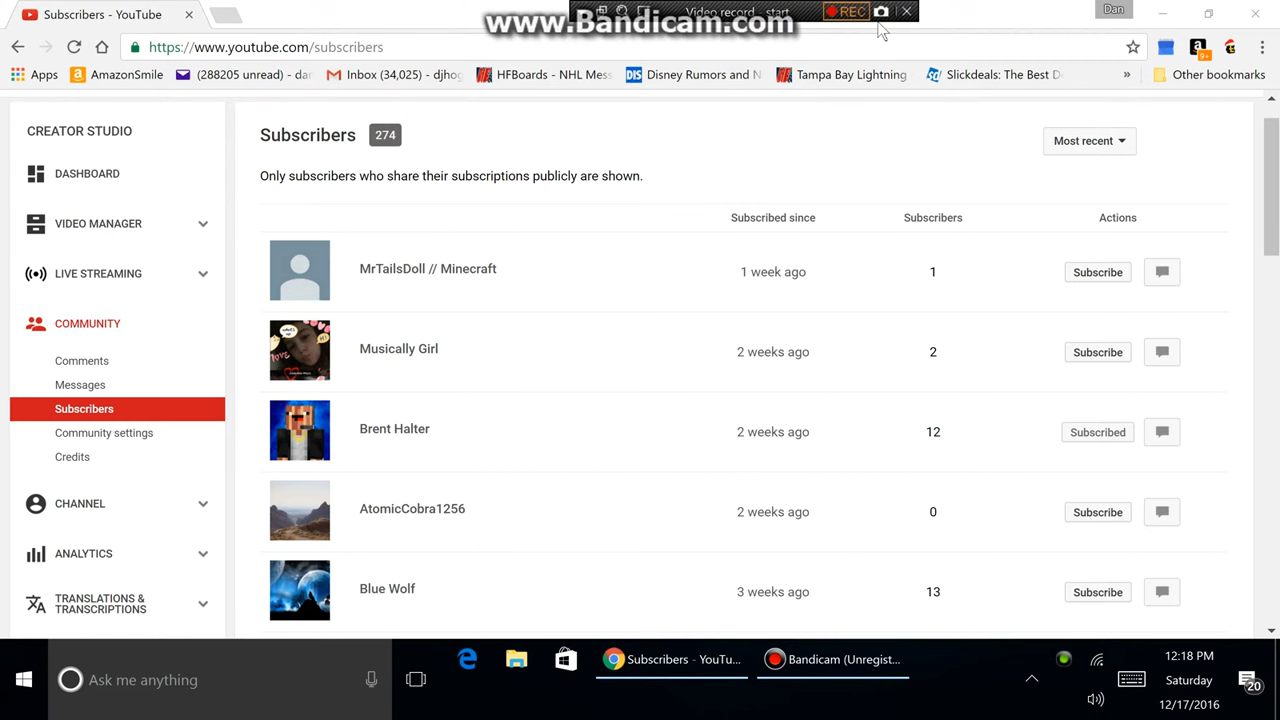 Subscribers - YouTube
Video record - start
REC
www.Bandicam.com
Dan
https://www.youtube.com/subscribers
9+
Apps
AmazonSmile
(288205 unread) - da
Inbox (34,025) - djhog
HFBoards - NHL Mess
DIS
Disney Rumors and N
Tampa Bay Lightning
Slickdeals: The Best D
»
Other bookmarks
CREATOR STUDIO
DASHBOARD
VIDEO MANAGER
LIVE STREAMING
COMMUNITY
Comments
Messages
Subscribers
Community settings
Credits
CHANNEL
ANALYTICS
TRANSLATIONS &
TRANSCRIPTIONS
Subscribers 274
Most recent
Only subscribers who share their subscriptions publicly are shown.
Subscribed since Subscribers Actions
MrTailsDoll // Minecraft 1 week ago 1 Subscribe
Musically Girl 2 weeks ago 2 Subscribe
Brent Halter 2 weeks ago 12 Subscribed
AtomicCobra1256 2 weeks ago 0 Subscribe
Blue Wolf 3 weeks ago 13 Subscribe
Ask me anything
Subscribers - YouTu...
Bandicam (Unregist...
12:18 PM
Saturday
12/17/2016
20